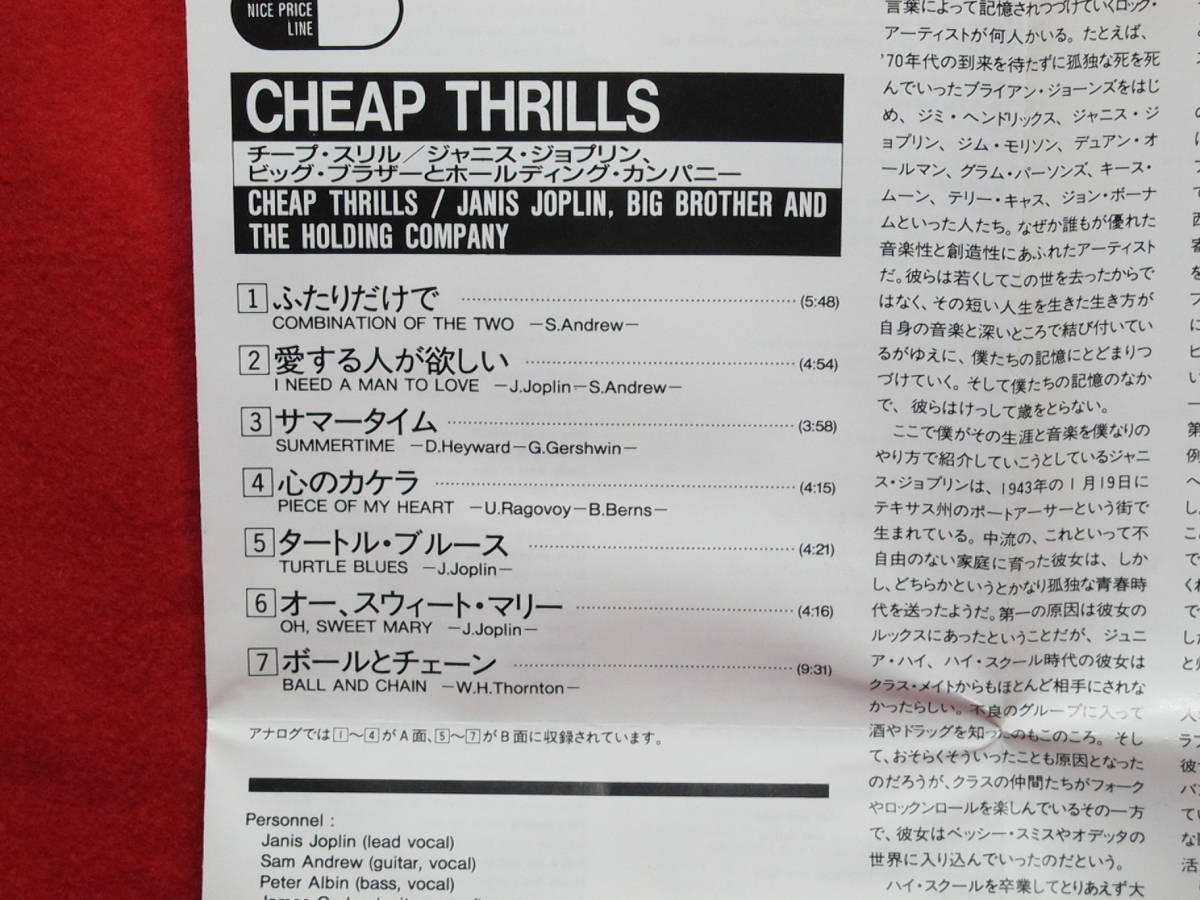 NICE PRICE
LINE
CHEAP THRILLS
チープ・スリル／ジャニス・ジョプリン、
ビッグ・ブラザーとホールディング・カンパニー
CHEAP THRILLS / JANIS JOPLIN, BIG BROTHER AND
THE HOLDING COMPANY
1 ふたりだけで (5:48)
COMBINATION OF THE TWO －S.Andrew－
2 愛する人が欲しい (4:54)
I NEED A MAN TO LOVE －J.Joplin－S.Andrew－
3 サマータイム (3:58)
SUMMERTIME －D.Heyward－G.Gershwin－
4 心のカケラ (4:15)
PIECE OF MY HEART －U.Ragovoy－B.Berns－
5 タートル・ブルース (4:21)
TURTLE BLUES －J.Joplin－
6 オー、スウィート・マリー (4:16)
OH, SWEET MARY －J.Joplin－
7 ボールとチェーン (9:31)
BALL AND CHAIN －W.H.Thornton－
アナログでは1～4がA面、5～7がB面に収録されています。
Personnel :
Janis Joplin (lead vocal)
Sam Andrew (guitar, vocal)
Peter Albin (bass, vocal)
言葉によって記憶されつづけていくロック・
アーティストが何人かいる。たとえば、
'70年代の到来を待たずに孤独な死を死
んでいったブライアン・ジョーンズをはじ
め、ジミ・ヘンドリックス、ジャニス・ジ
ョプリン、ジム・モリソン、デュアン・オ
ールマン、グラム・パーソンズ、キース・
ムーン、テリー・キャス、ジョン・ボーナ
ムといった人たち。なぜか誰もが優れた
音楽性と創造性にあふれたアーティスト
だ。彼らは若くしてこの世を去ったからで
はなく、その短い人生を生きた生き方が
自身の音楽と深いところで結び付いてい
るがゆえに、僕たちの記憶にとどまりつ
づけていく。そして僕たちの記憶のなか
で、彼らはけっして歳をとらない。
ここで僕がその生涯と音楽を僕なりの
やり方で紹介していこうとしているジャニ
ス・ジョプリンは、1943年の1月19日に
テキサス州のポートアーサーという街で
生まれている。中流の、これといって不
自由のない家庭に育った彼女は、しか
し、どちらかというとかなり孤独な青春時
代を送ったようだ。第一の原因は彼女の
ルックスにあったということだが、ジュニ
ア・ハイ、ハイ・スクール時代の彼女は
クラス・メイトからもほとんど相手にされな
かったらしい。不良のグループに入って
酒やドラッグを知ったのもこのころ。そし
て、おそらくそういったことも原因となった
のだろうが、クラスの仲間たちがフォーク
やロックンロールを楽しんでいるその一方
で、彼女はベッシー・スミスやオデッタの
世界に入り込んでいったのだという。
ハイ・スクールを卒業してとりあえず大